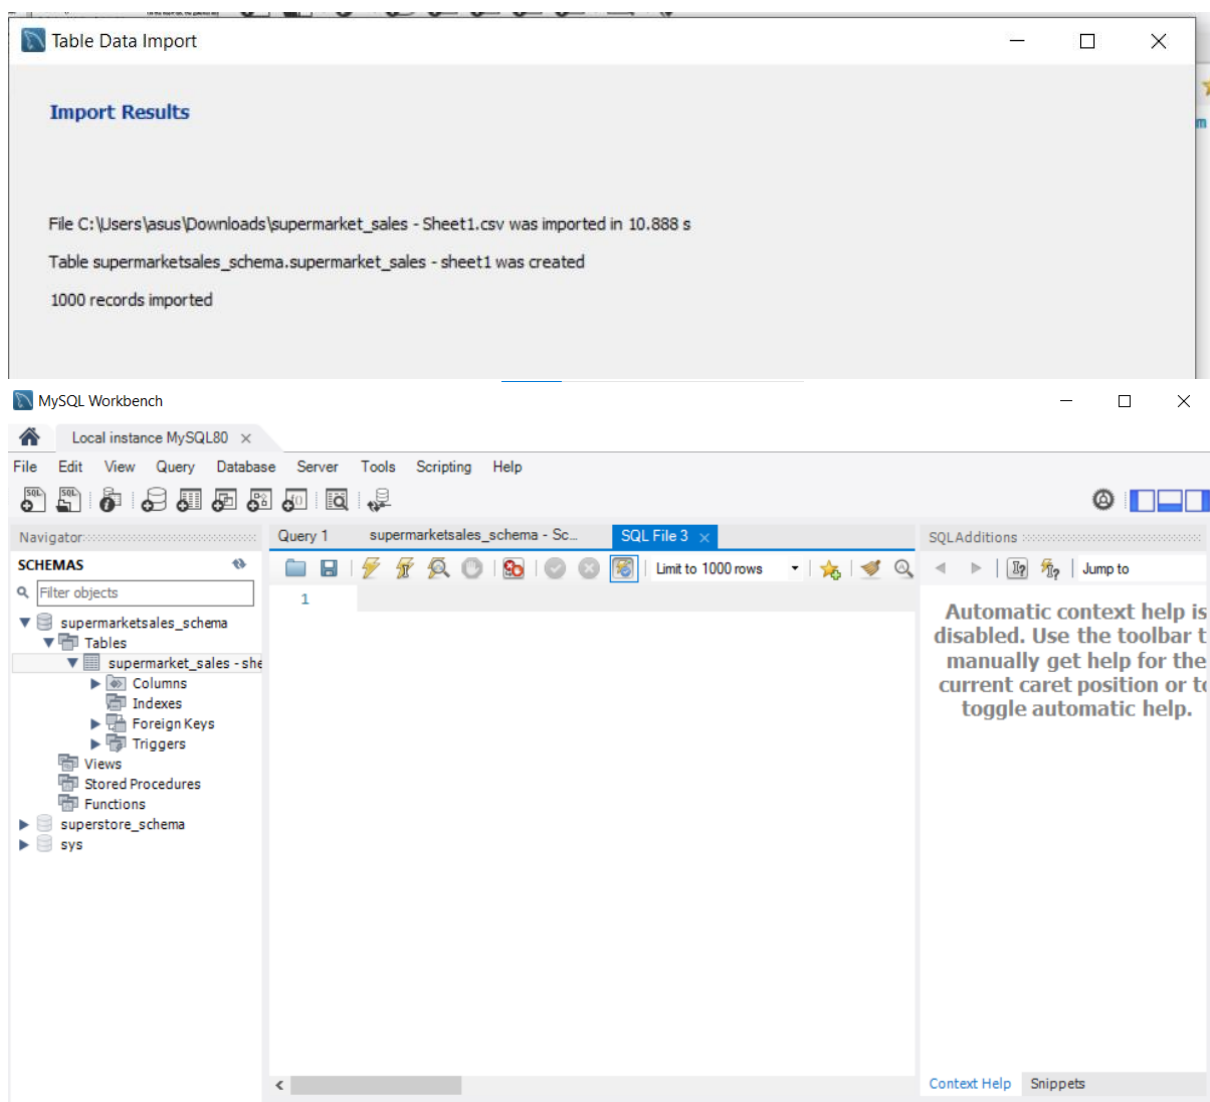 Table Data Import
Import Results
File C:\Users\asus\Downloads\supermarket_sales - Sheet1.csv was imported in 10.888 s
Table supermarketsales_schema.supermarket_sales - sheet1 was created
1000 records imported
MySQL Workbench
Local instance MySQL80
File Edit View Query Database Server Tools Scripting Help
Navigator
SCHEMAS
Filter objects
supermarketsales_schema
Tables
supermarket_sales - she
Columns
Indexes
Foreign Keys
Triggers
Views
Stored Procedures
Functions
superstore_schema
sys
Query 1 supermarketsales_schema - Sc... SQL File 3
Limit to 1000 rows
1
SQLAdditions
Jump to
Automatic context help is
disabled. Use the toolbar t
manually get help for the
current caret position or to
toggle automatic help.
Context Help Snippets